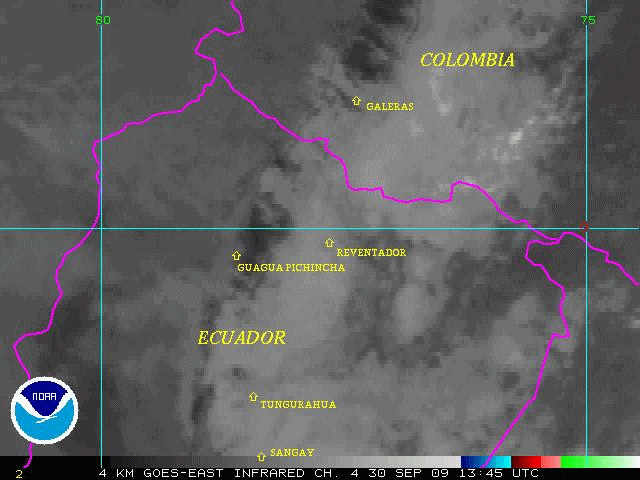 80
75
COLOMBIA
GALERAS
REVENTADOR
GUAGUA PICHINCHA
ECUADOR
NOAA
TUNGURAHUA
SANGAY
2 4 KM GOES-EAST INFRARED CH. 4 30 SEP 09 13:45 UTC